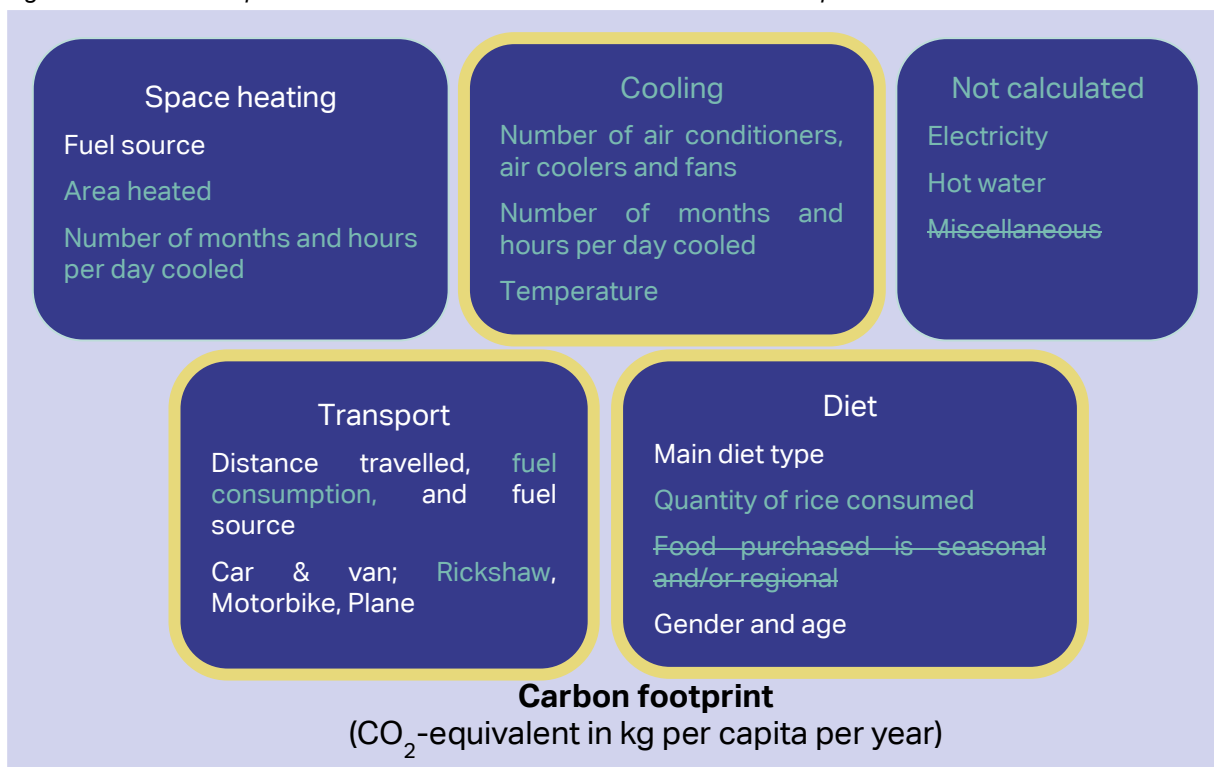 Space heating
Fuel source
Area heated
Number of months and hours
per day cooled
Cooling
Number of air conditioners,
air coolers and fans
Number of months and
hours per day cooled
Temperature
Not calculated
Electricity
Hot water
Miscellaneous
Transport
Distance travelled, fuel
consumption, and fuel
source
Car & van; Rickshaw,
Motorbike, Plane
Diet
Main diet type
Quantity of rice consumed
Food purchased is seasonal
and/or regional
Gender and age
Carbon footprint
(CO₂-equivalent in kg per capita per year)